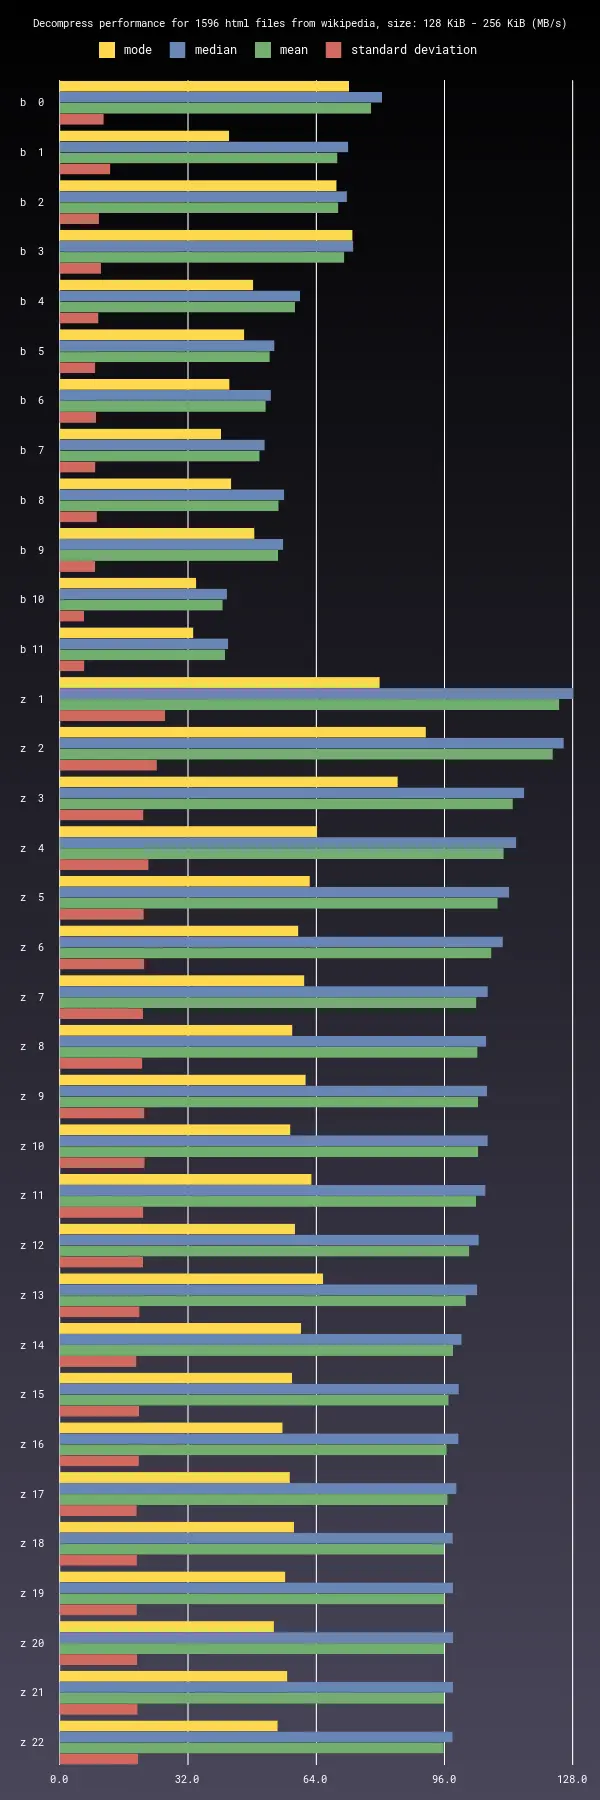 Decompress performance for 1596 html files from wikipedia, size: 128 KiB - 256 KiB (MB/s)
mode median mean standard deviation
b 0
b 1
b 2
b 3
b 4
b 5
b 6
b 7
b 8
b 9
b 10
b 11
z 1
z 2
z 3
z 4
z 5
z 6
z 7
z 8
z 9
z 10
z 11
z 12
z 13
z 14
z 15
z 16
z 17
z 18
z 19
z 20
z 21
z 22
0.0 32.0 64.0 96.0 128.0